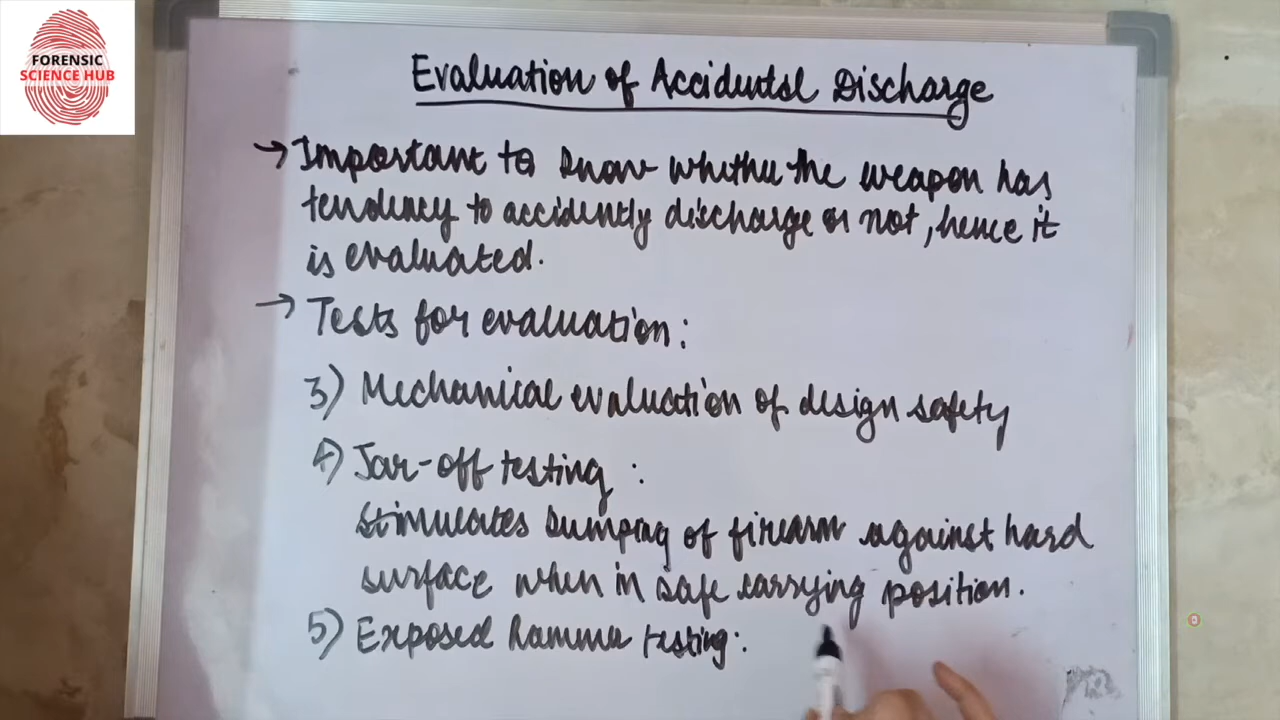 FORENSIC
SCIENCE HUB
Evaluation of Accidental Discharge
→ Important to know whether the weapon has
tendency to accidently discharge or not, hence it
is evaluated.
→ Tests for evaluation:
3) Mechanical evaluation of design safety
4) Jar-off testing :
stimulates bumping of firearm against hard
surface when in safe carrying position.
5) Exposed hammer testing: